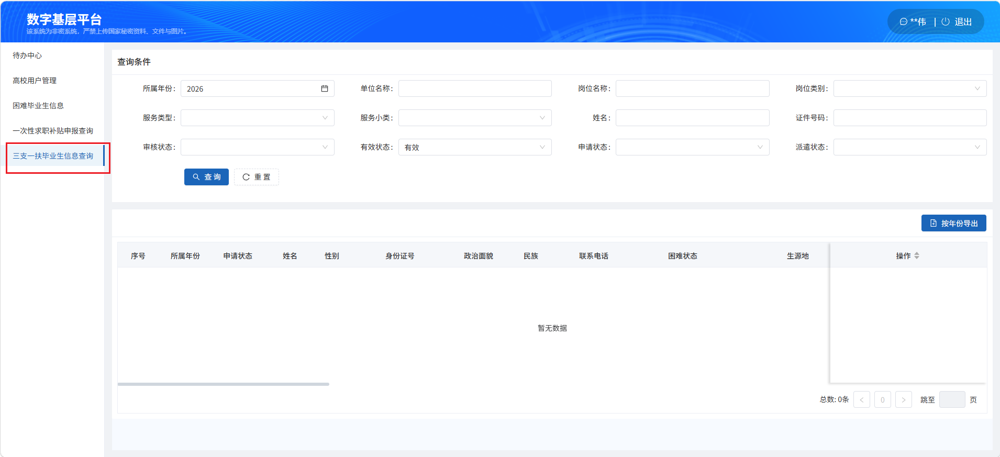 数字基层平台
该系统为非密系统，严禁上传国家秘密资料、文件与图片。
**伟 | 退出
待办中心
高校用户管理
困难毕业生信息
一次性求职补贴申报查询
三支一扶毕业生信息查询
查询条件
所属年份: 2026 单位名称: 岗位名称: 岗位类别:
服务类型: 服务小类: 姓名: 证件号码:
审核状态: 有效状态: 有效 申请状态: 派遣状态:
查 询 重 置
按年份导出
序号 所属年份 申请状态 姓名 性别 身份证号 政治面貌 民族 联系电话 困难状态 生源地 操作
暂无数据
总数: 0条 < 0 > 跳至 页